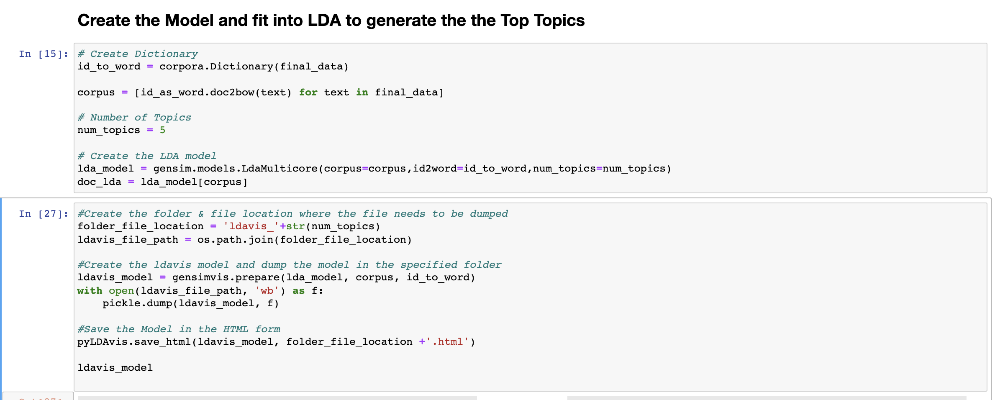 Create the Model and fit into LDA to generate the the Top Topics
In [15]:
# Create Dictionary
id_to_word = corpora.Dictionary(final_data)
corpus = [id_as_word.doc2bow(text) for text in final_data]
# Number of Topics
num_topics = 5
# Create the LDA model
lda_model = gensim.models.LdaMulticore(corpus=corpus,id2word=id_to_word,num_topics=num_topics)
doc_lda = lda_model[corpus]
In [27]:
#Create the folder & file location where the file needs to be dumped
folder_file_location = 'ldavis_'+str(num_topics)
ldavis_file_path = os.path.join(folder_file_location)
#Create the ldavis model and dump the model in the specified folder
ldavis_model = gensimvis.prepare(lda_model, corpus, id_to_word)
with open(ldavis_file_path, 'wb') as f:
    pickle.dump(ldavis_model, f)
#Save the Model in the HTML form
pyLDAvis.save_html(ldavis_model, folder_file_location +'.html')
ldavis_model